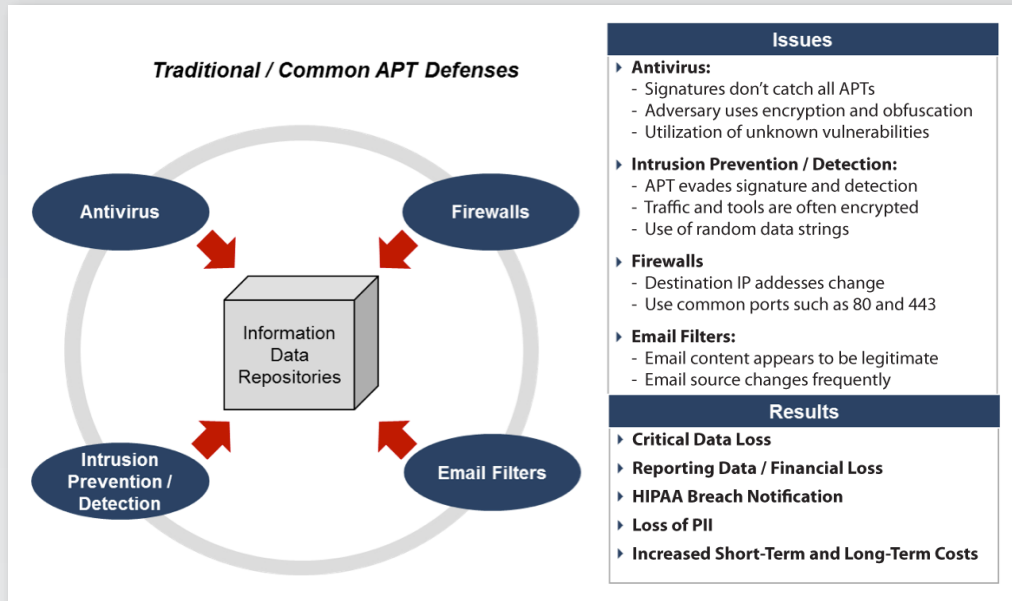 Traditional / Common APT Defenses
Antivirus
Firewalls
Information
Data
Repositories
Intrusion
Prevention /
Detection
Email Filters
Issues
Antivirus:
- Signatures don’t catch all APTs
- Adversary uses encryption and obfuscation
- Utilization of unknown vulnerabilities
Intrusion Prevention / Detection:
- APT evades signature and detection
- Traffic and tools are often encrypted
- Use of random data strings
Firewalls
- Destination IP addesses change
- Use common ports such as 80 and 443
Email Filters:
- Email content appears to be legitimate
- Email source changes frequently
Results
Critical Data Loss
Reporting Data / Financial Loss
HIPAA Breach Notification
Loss of PII
Increased Short-Term and Long-Term Costs